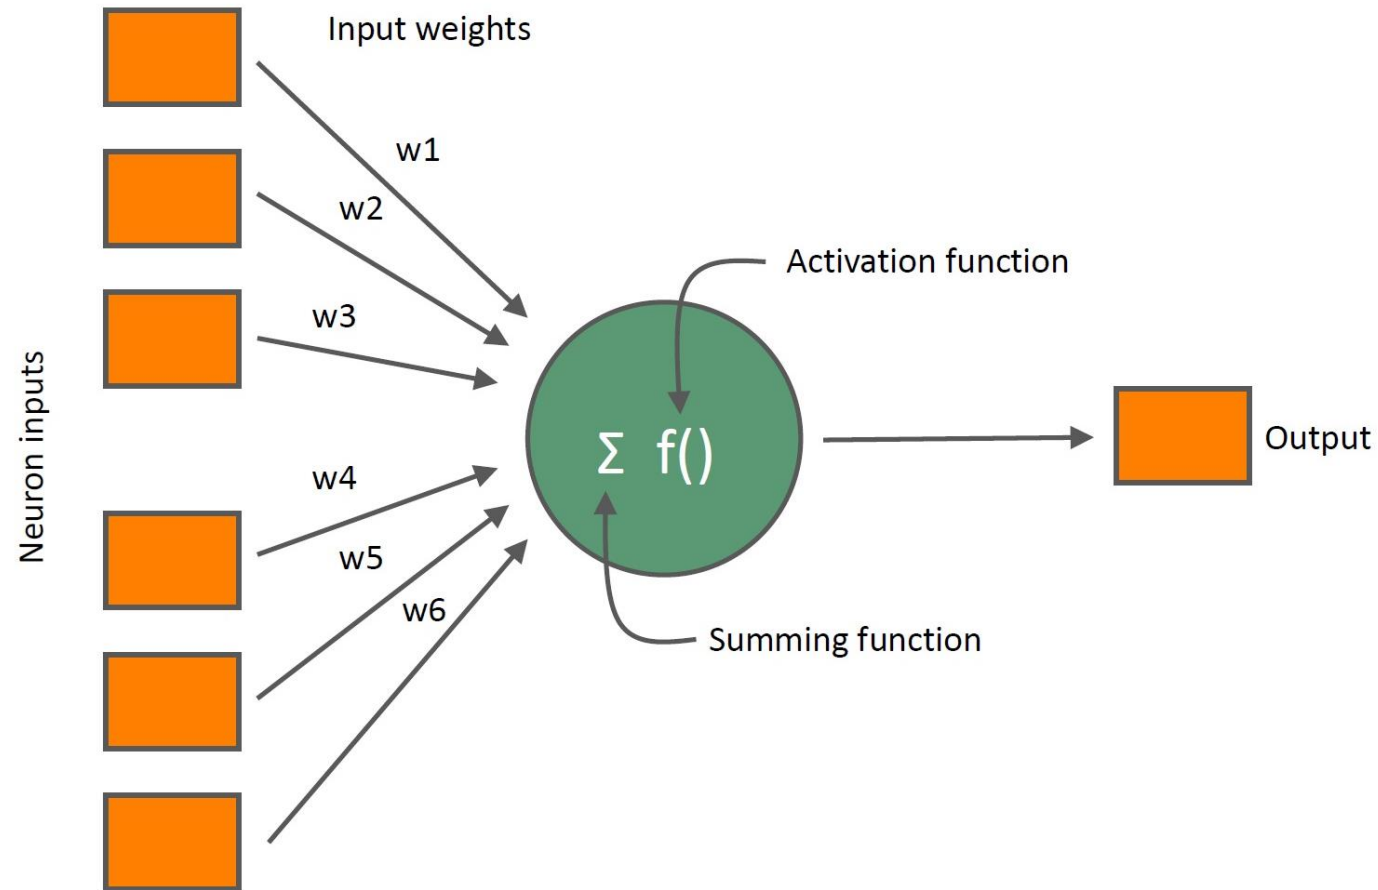 Input weights
w1
w2
w3
Activation function
Neuron inputs
Σ f()
Output
w4
w5
w6
Summing function